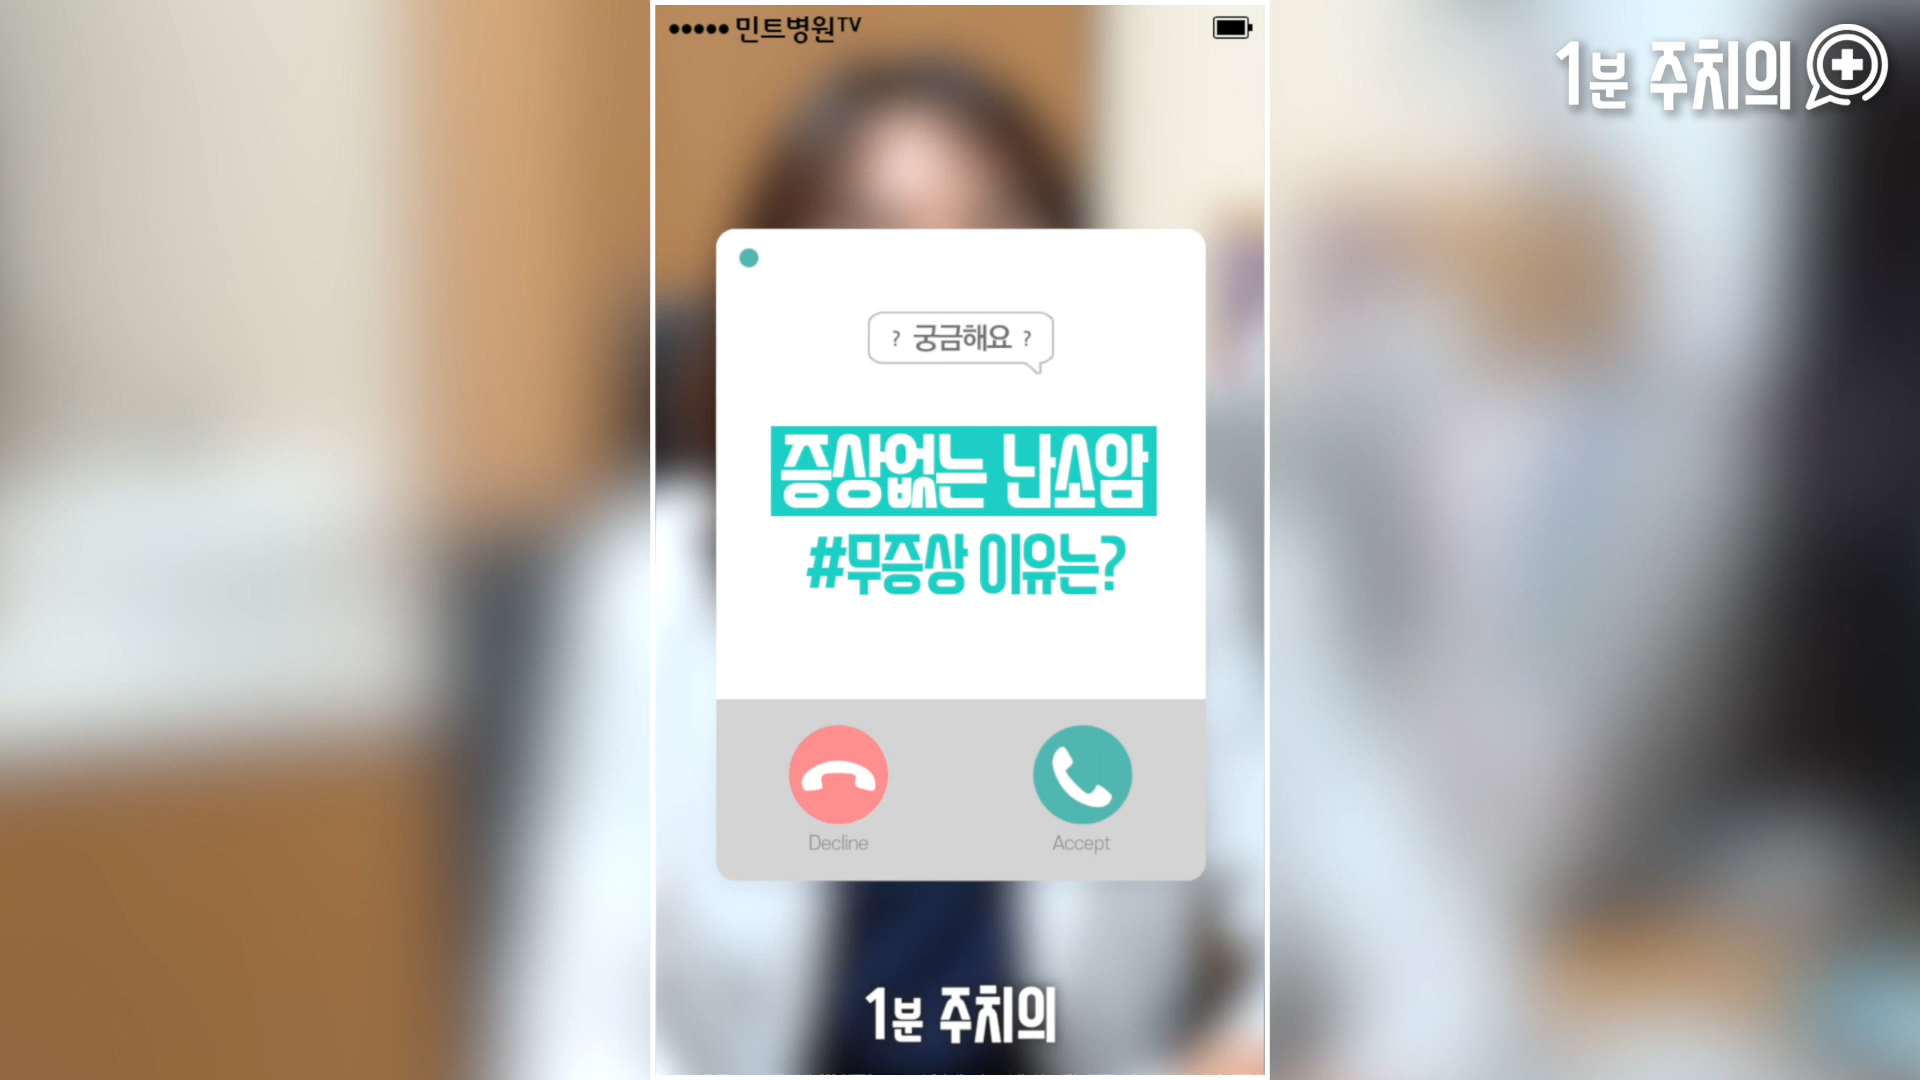 민트병원TV
1분 주치의
? 궁금해요 ?
증상없는 난소암
#무증상 이유는?
Decline
Accept
1분 주치의